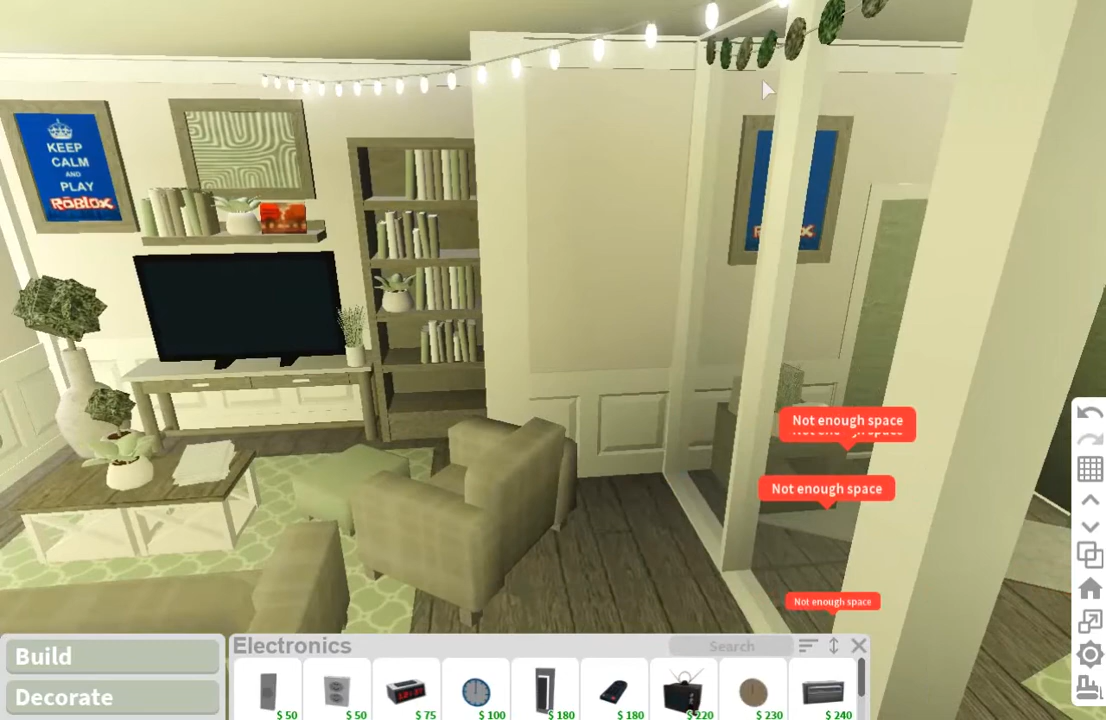 KEEP
CALM
AND
PLAY
ROBLOX
Not enough space
Not enough space
Not enough space
Build
Decorate
Electronics
Search
$ 50
$ 50
$ 75
$ 100
$ 180
$ 180
$ 220
$ 230
$ 240